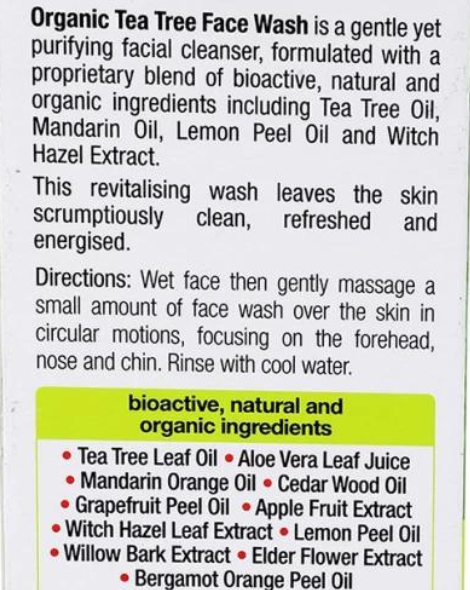 Organic Tea Tree Face Wash is a gentle yet
purifying facial cleanser, formulated with a
proprietary blend of bioactive, natural and
organic ingredients including Tea Tree Oil,
Mandarin Oil, Lemon Peel Oil and Witch
Hazel Extract.
This revitalising wash leaves the skin
scrumptiously clean, refreshed and
energised.
Directions: Wet face then gently massage a
small amount of face wash over the skin in
circular motions, focusing on the forehead,
nose and chin. Rinse with cool water.
bioactive, natural and
organic ingredients
• Tea Tree Leaf Oil • Aloe Vera Leaf Juice
• Mandarin Orange Oil • Cedar Wood Oil
• Grapefruit Peel Oil • Apple Fruit Extract
• Witch Hazel Leaf Extract • Lemon Peel Oil
• Willow Bark Extract • Elder Flower Extract
• Bergamot Orange Peel Oil